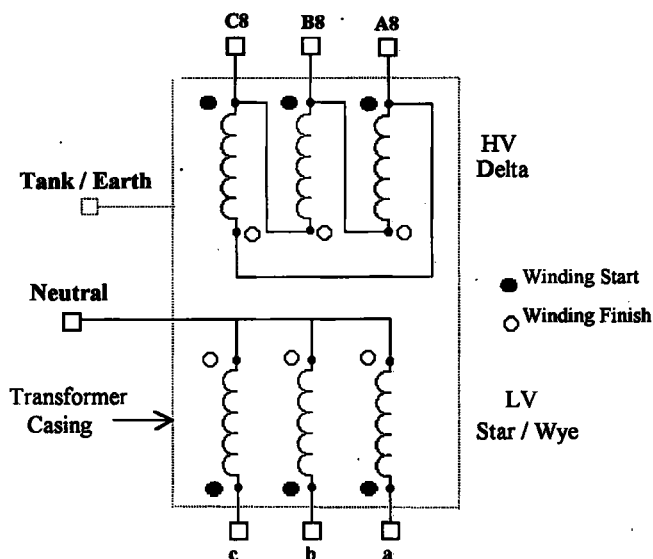 C8 B8 A8
HV
Delta
Tank / Earth
Winding Start
Neutral
Winding Finish
Transformer
Casing
LV
Star / Wye
c b a